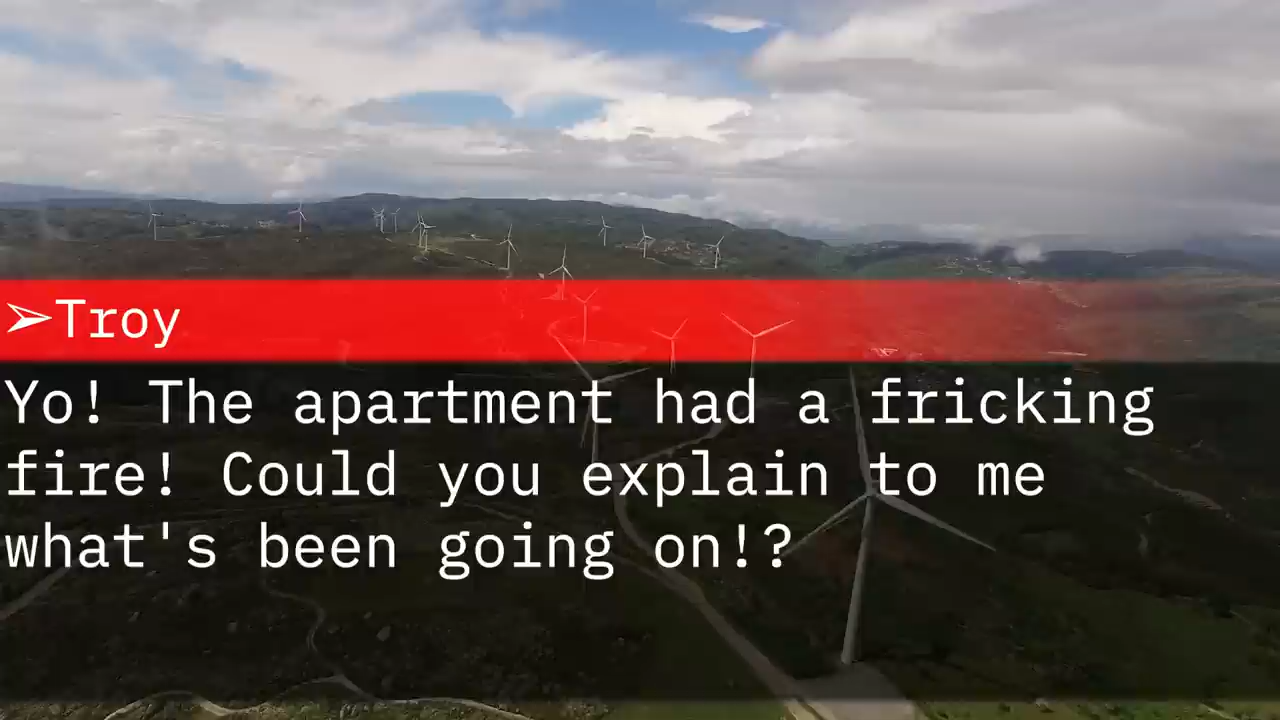 ➢Troy
Yo! The apartment had a fricking
fire! Could you explain to me
what's been going on!?